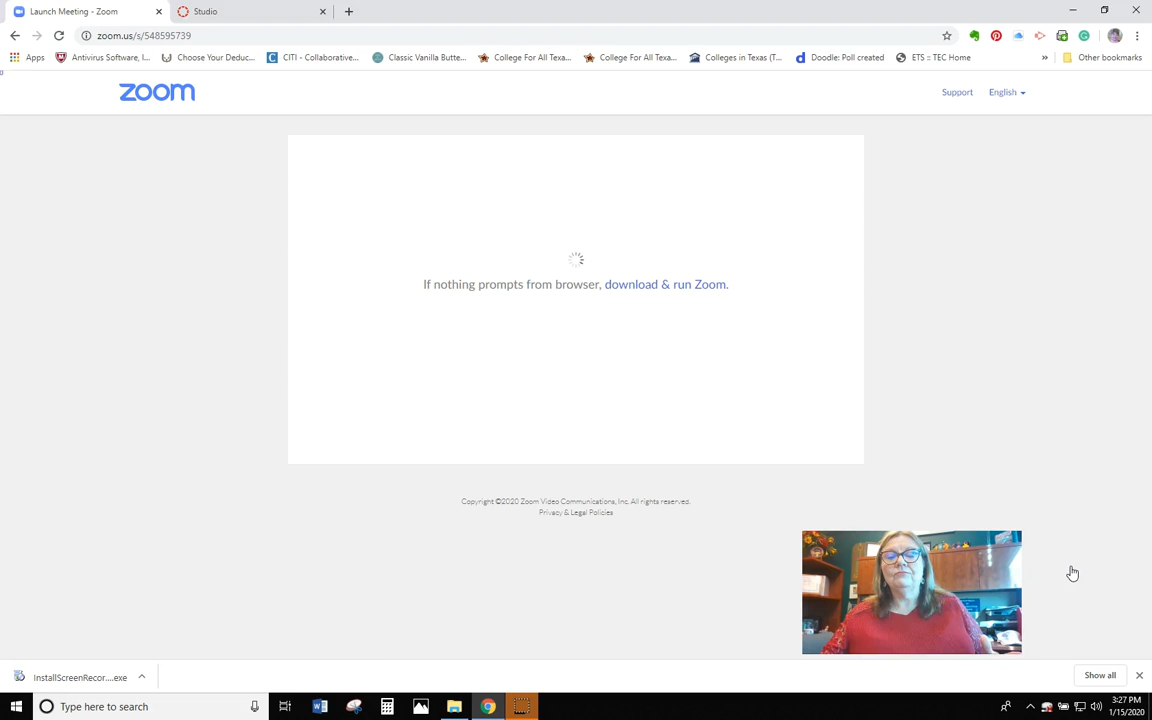 Launch Meeting - Zoom
Studio
zoom.us/s/548595739
Apps
Antivirus Software, I...
Choose Your Deduc...
CITI - Collaborative...
Classic Vanilla Butte...
College For All Texa...
College For All Texa...
Colleges in Texas (T...
Doodle: Poll created
ETS :: TEC Home
»
Other bookmarks
zoom
Support
English
If nothing prompts from browser, download & run Zoom.
Copyright ©2020 Zoom Video Communications, Inc. All rights reserved.
Privacy & Legal Policies
InstallScreenRecor....exe
Show all
Type here to search
3:27 PM
1/15/2020